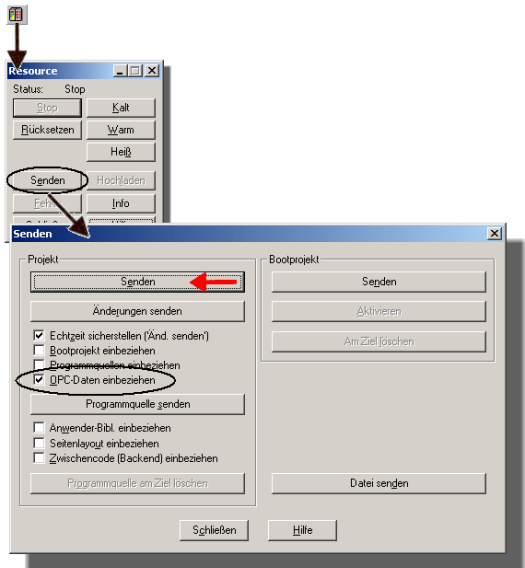 Resource
Status: Stop
Stop Kalt
Rücksetzen Warm
Heiß
Senden Hochladen
Info
Senden
Projekt
Senden
Änderungen senden
Echtzeit sicherstellen ('Änd. senden')
Bootprojekt einbeziehen
Programmquellen einbeziehen
OPC-Daten einbeziehen
Programmquelle senden
Anwender-Bibl. einbeziehen
Seitenlayout einbeziehen
Zwischencode (Backend) einbeziehen
Programmquelle am Ziel löschen
Bootprojekt
Senden
Aktivieren
Am Ziel löschen
Datei senden
Schließen Hilfe